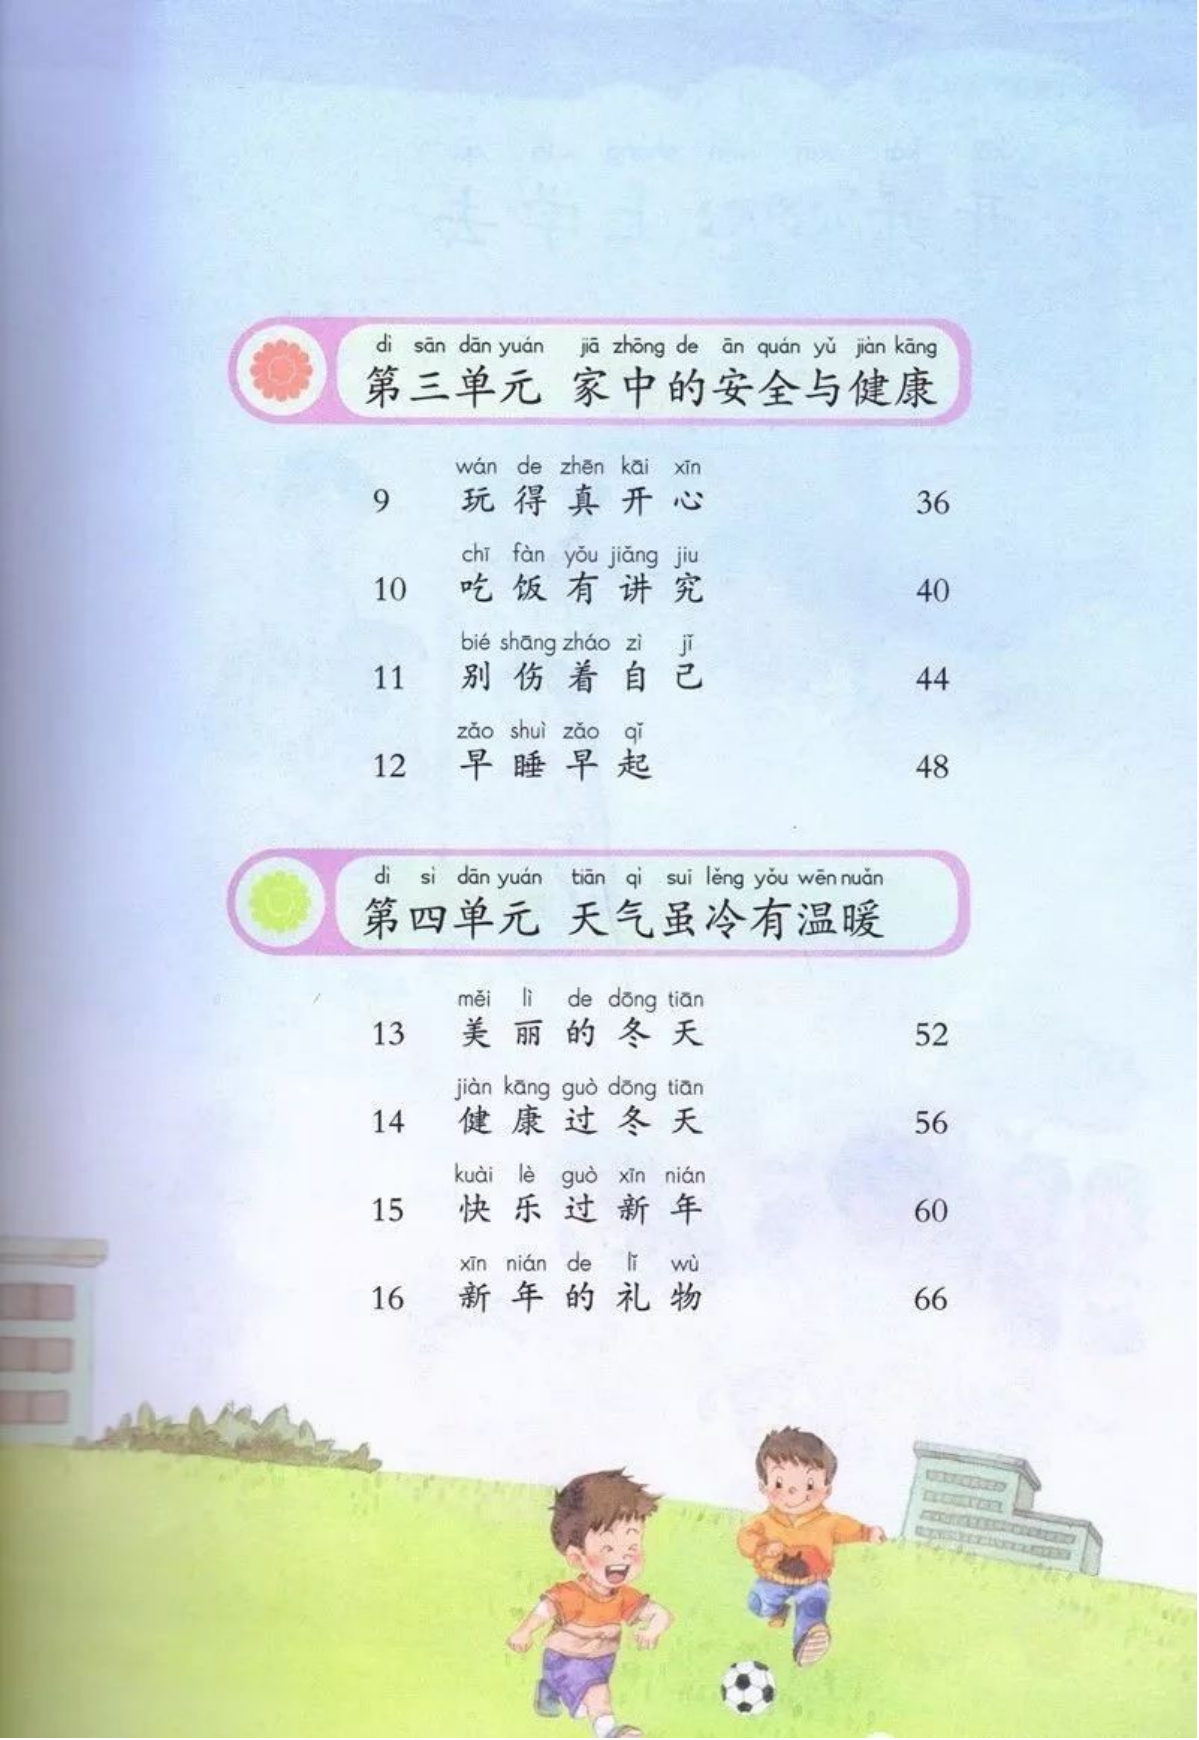 dì sān dān yuán jiā zhōng de ān quán yǔ jiàn kāng
第三单元 家中的安全与健康
wán de zhēn kāi xīn
9 玩得真开心 36
chī fàn yǒu jiǎng jiu
10 吃饭有讲究 40
bié shāng zháo zì jǐ
11 别伤着自己 44
zǎo shuì zǎo qǐ
12 早睡早起 48
dì sì dān yuán tiān qì suī lěng yǒu wēn nuǎn
第四单元 天气虽冷有温暖
měi lì de dōng tiān
13 美丽的冬天 52
jiàn kāng guò dōng tiān
14 健康过冬天 56
kuài lè guò xīn nián
15 快乐过新年 60
xīn nián de lǐ wù
16 新年的礼物 66